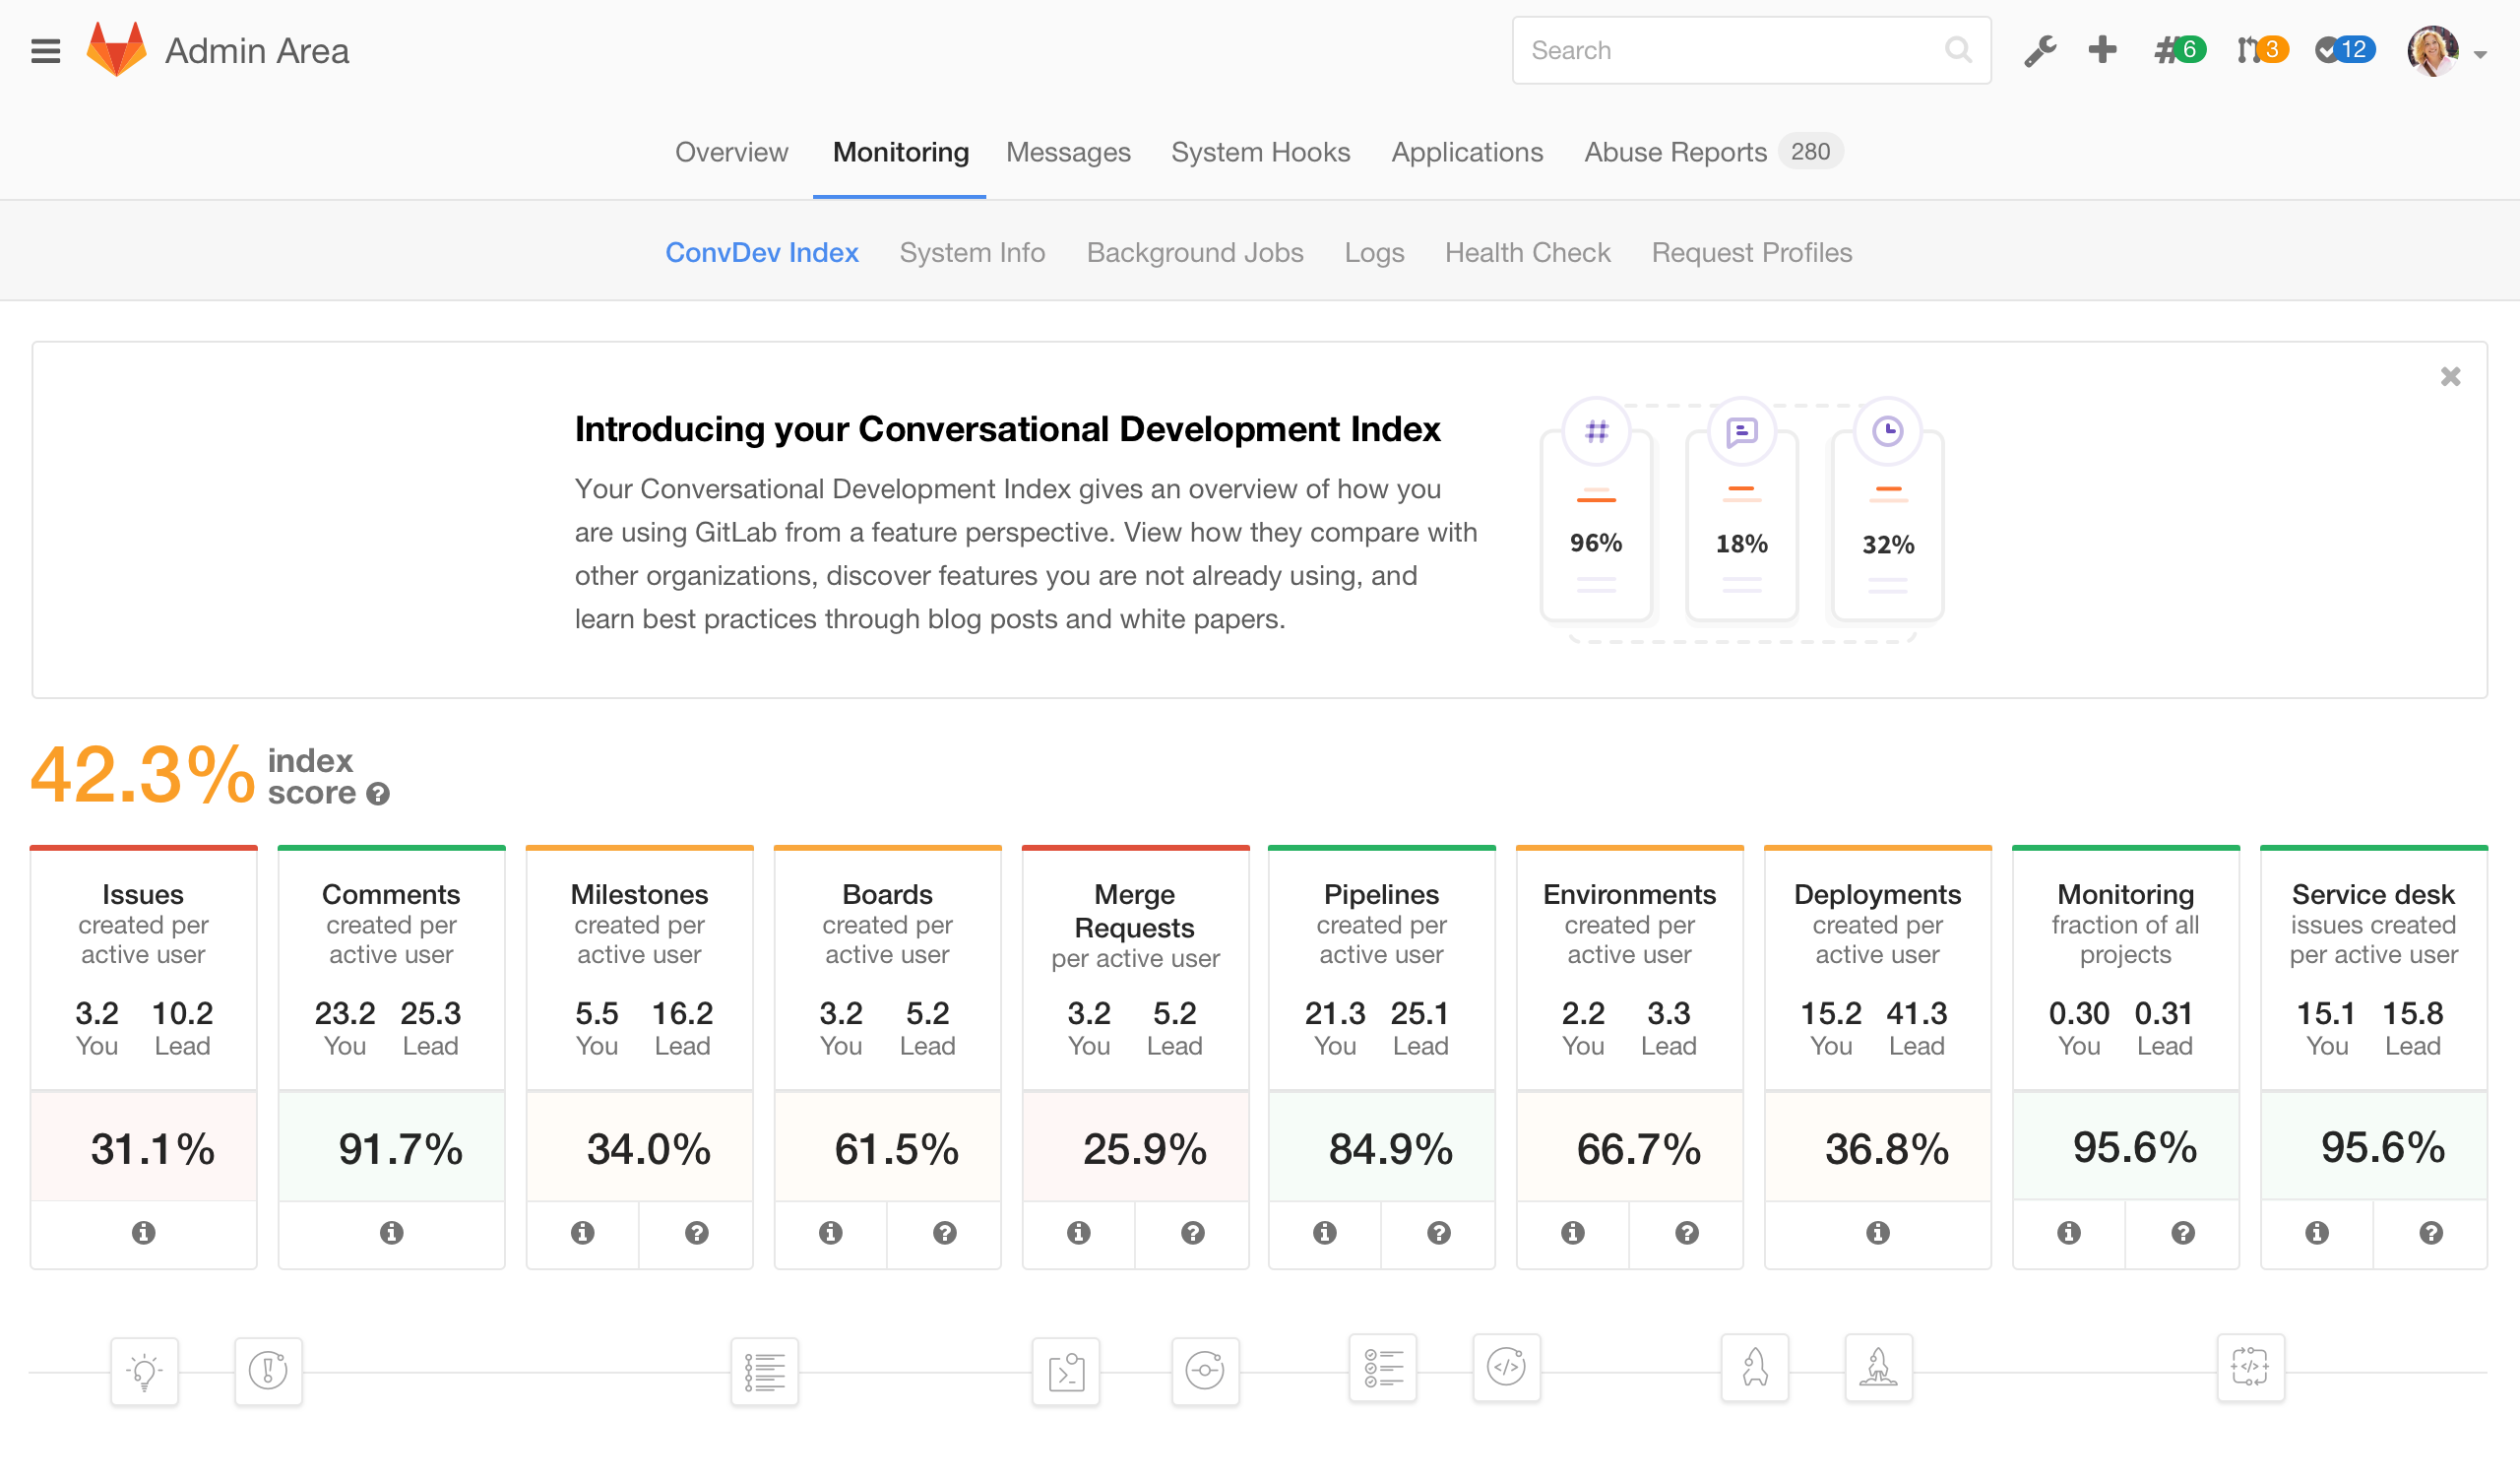 Admin Area
Search
6
3
12
Overview
Monitoring
Messages
System Hooks
Applications
Abuse Reports 280
ConvDev Index
System Info
Background Jobs
Logs
Health Check
Request Profiles
Introducing your Conversational Development Index
Your Conversational Development Index gives an overview of how you
are using GitLab from a feature perspective. View how they compare with
other organizations, discover features you are not already using, and
learn best practices through blog posts and white papers.
96%
18%
32%
42.3%
index
score
Issues
created per
active user
3.2 10.2
You Lead
31.1%
Comments
created per
active user
23.2 25.3
You Lead
91.7%
Milestones
created per
active user
5.5 16.2
You Lead
34.0%
Boards
created per
active user
3.2 5.2
You Lead
61.5%
Merge
Requests
per active user
3.2 5.2
You Lead
25.9%
Pipelines
created per
active user
21.3 25.1
You Lead
84.9%
Environments
created per
active user
2.2 3.3
You Lead
66.7%
Deployments
created per
active user
15.2 41.3
You Lead
36.8%
Monitoring
fraction of all
projects
0.30 0.31
You Lead
95.6%
Service desk
issues created
per active user
15.1 15.8
You Lead
95.6%